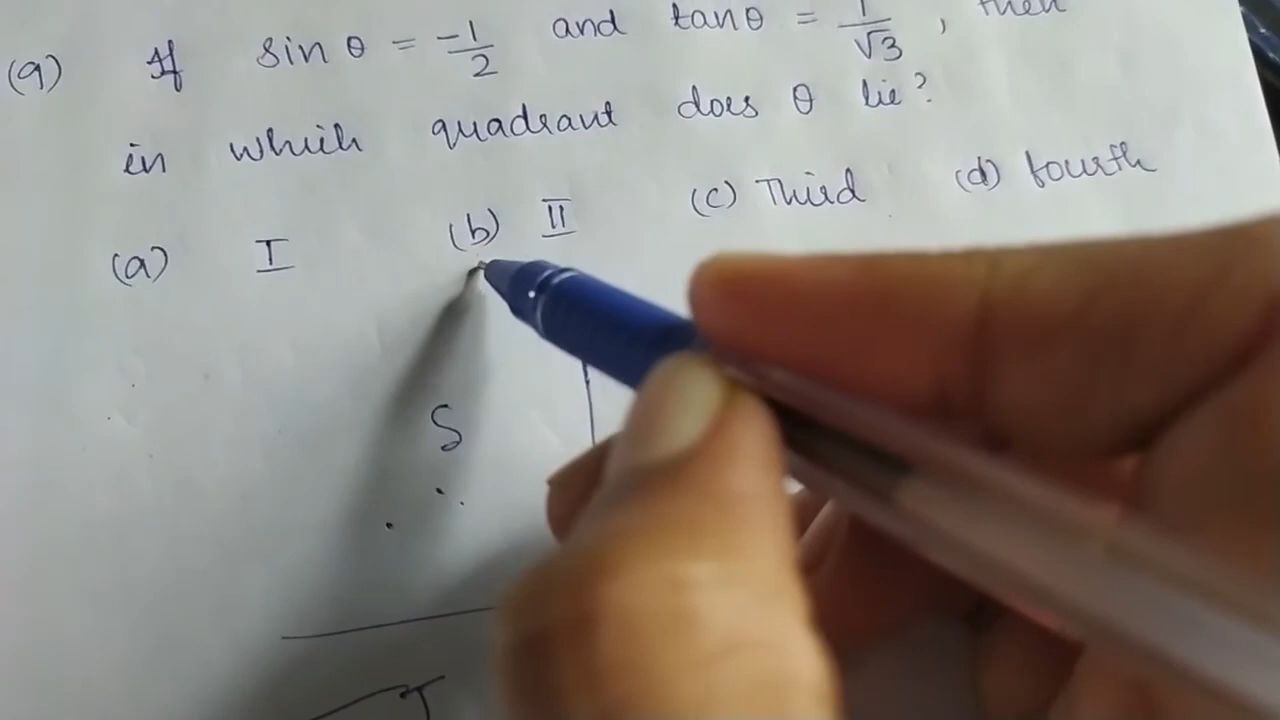 (9) If sin θ = -1/2 and tan θ = 1/√3 , then
in which quadrant does θ lie?
(a) I (b) II (c) Third (d) fourth
S
T